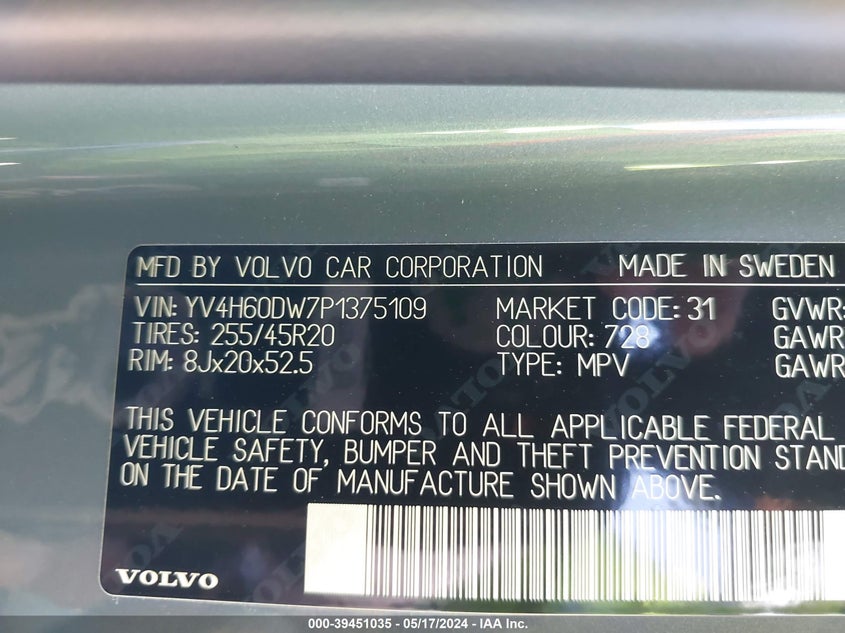 MFD BY VOLVO CAR CORPORATION MADE IN SWEDEN
VIN: YV4H60DW7P1375109 MARKET CODE: 31 GVWR:
TIRES: 255/45R20 COLOUR: 728 GAWR
RIM: 8Jx20x52.5 TYPE: MPV GAWR
THIS VEHICLE CONFORMS TO ALL APPLICABLE FEDERAL
VEHICLE SAFETY, BUMPER AND THEFT PREVENTION STAND
ON THE DATE OF MANUFACTURE SHOWN ABOVE.
VOLVO
000-39451035 — 05/17/2024 — IAA Inc.